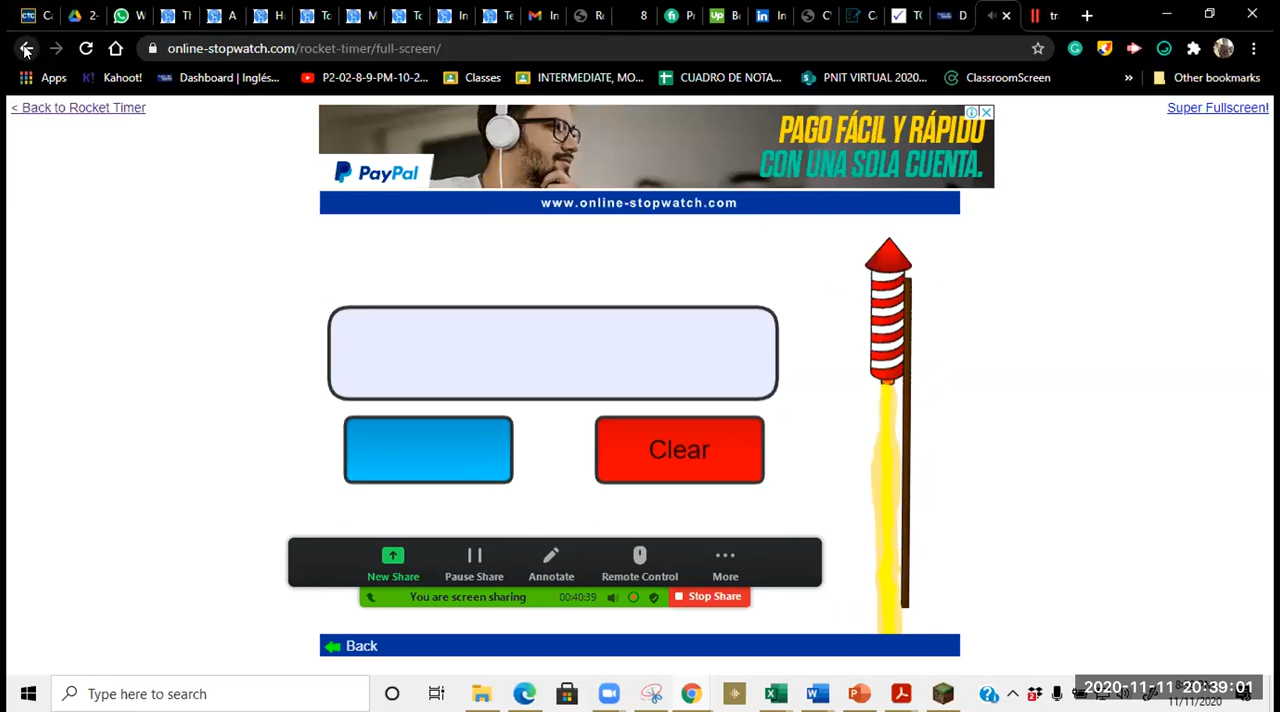 online-stopwatch.com/rocket-timer/full-screen/
Apps Kahoot! Dashboard | Inglés... P2-02-8-9-PM-10-2... Classes INTERMEDIATE, MO... CUADRO DE NOTA... PNIT VIRTUAL 2020... ClassroomScreen » Other bookmarks
< Back to Rocket Timer
Super Fullscreen!
PAGO FÁCIL Y RÁPIDO
CON UNA SOLA CUENTA.
PayPal
www.online-stopwatch.com
Clear
New Share Pause Share Annotate Remote Control More
You are screen sharing 00:40:39 Stop Share
Back
Type here to search
2020-11-11 20:39:01
11/11/2020